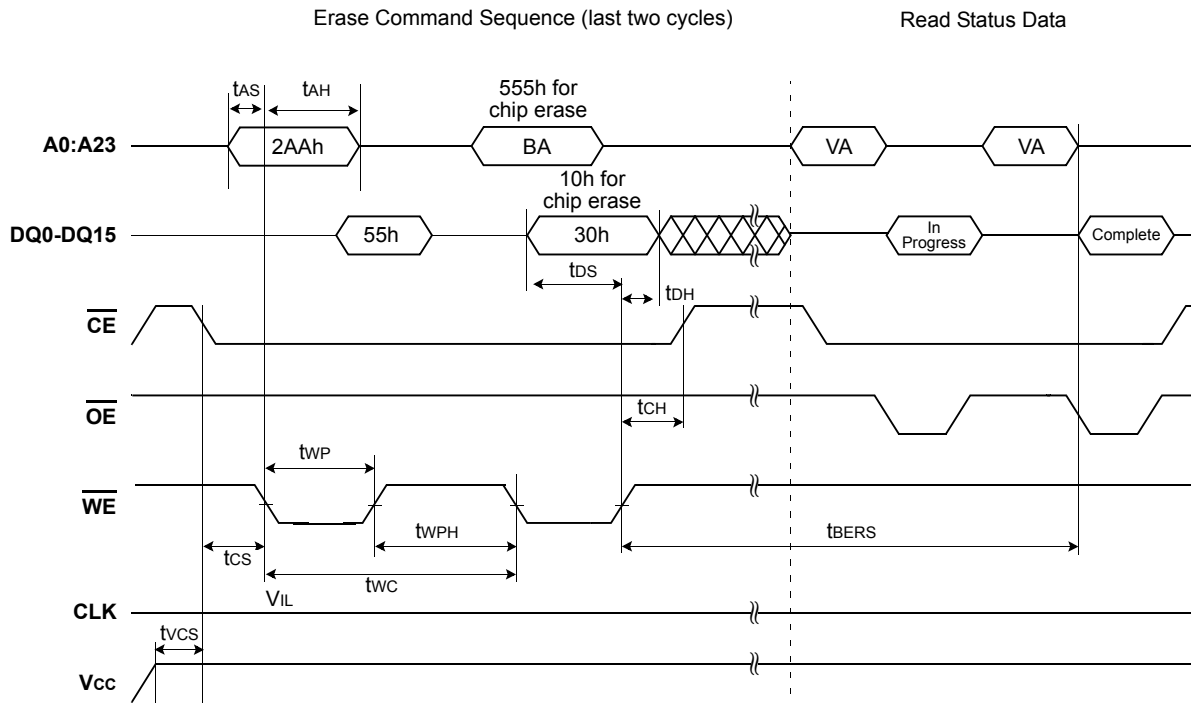 Erase Command Sequence (last two cycles)
Read Status Data
tAS
tAH
555h for
chip erase
A0:A23
2AAh
BA
VA
VA
10h for
chip erase
DQ0-DQ15
55h
30h
In
Progress
Complete
tDS
tDH
CE
OE
tCH
tWP
WE
tWPH
tBERS
tCS
tWC
VIL
CLK
tVCS
VCC